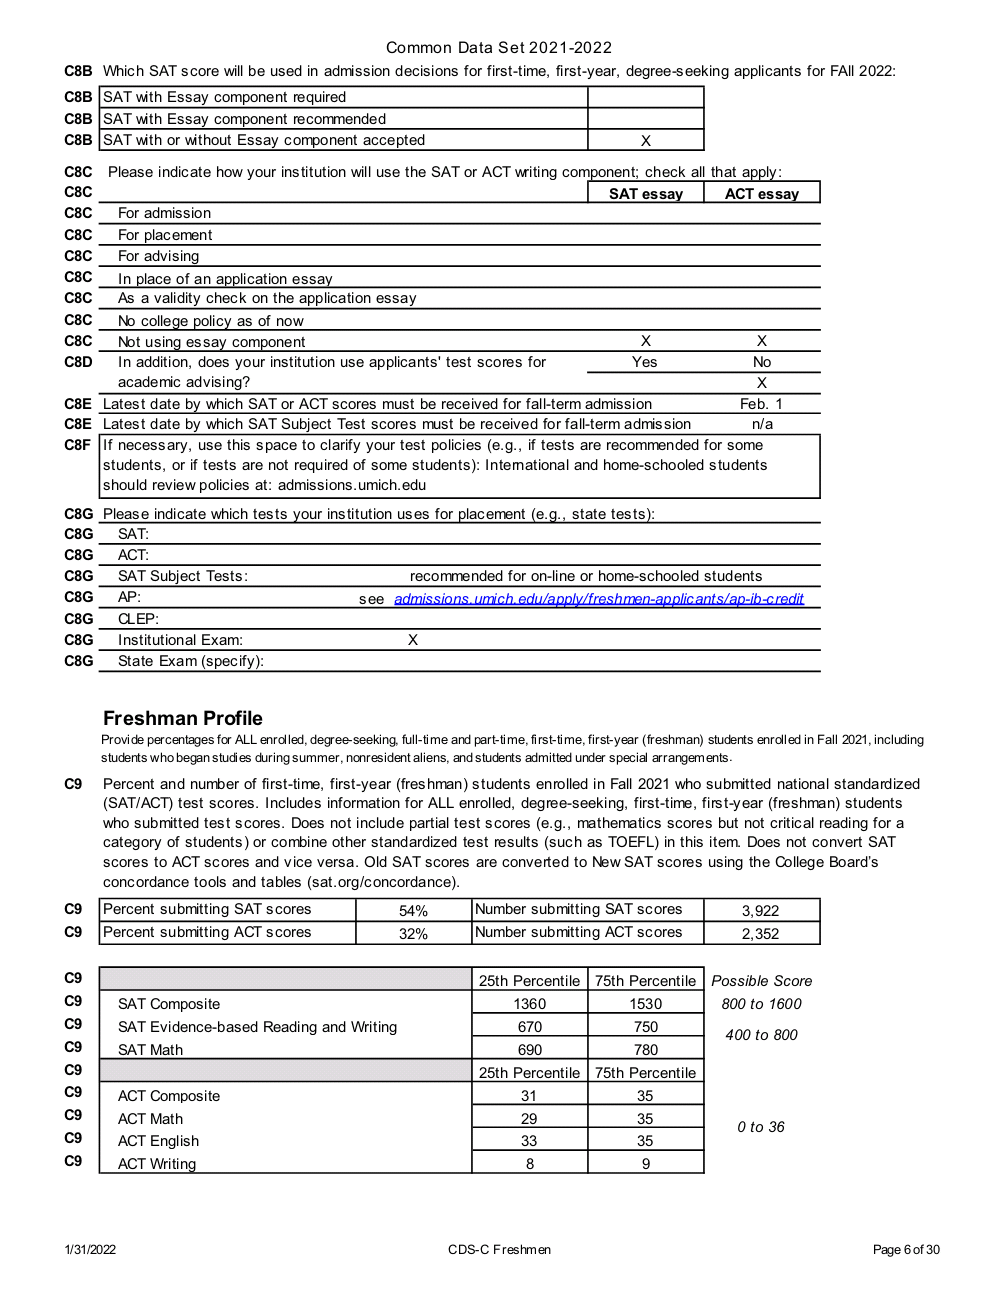 Common Data Set 2021-2022
C8B Which SAT score will be used in admission decisions for first-time, first-year, degree-seeking applicants for FAll 2022:
C8B SAT with Essay component required
C8B SAT with Essay component recommended
C8B SAT with or without Essay component accepted X
C8C Please indicate how your institution will use the SAT or ACT writing component; check all that apply:
C8C SAT essay ACT essay
C8C For admission
C8C For placement
C8C For advising
C8C In place of an application essay
C8C As a validity check on the application essay
C8C No college policy as of now
C8C Not using essay component X X
C8D In addition, does your institution use applicants' test scores for Yes No
academic advising? X
C8E Latest date by which SAT or ACT scores must be received for fall-term admission Feb. 1
C8E Latest date by which SAT Subject Test scores must be received for fall-term admission n/a
C8F If necessary, use this space to clarify your test policies (e.g., if tests are recommended for some
students, or if tests are not required of some students): International and home-schooled students
should review policies at: admissions.umich.edu
C8G Please indicate which tests your institution uses for placement (e.g., state tests):
C8G SAT:
C8G ACT:
C8G SAT Subject Tests: recommended for on-line or home-schooled students
C8G AP: see admissions.umich.edu/apply/freshmen-applicants/ap-ib-credit
C8G CLEP:
C8G Institutional Exam: X
C8G State Exam (specify):
Freshman Profile
Provide percentages for ALL enrolled, degree-seeking, full-time and part-time, first-time, first-year (freshman) students enrolled in Fall 2021, including
students who began studies during summer, nonresident aliens, and students admitted under special arrangements.
C9 Percent and number of first-time, first-year (freshman) students enrolled in Fall 2021 who submitted national standardized
(SAT/ACT) test scores. Includes information for ALL enrolled, degree-seeking, first-time, first-year (freshman) students
who submitted test scores. Does not include partial test scores (e.g., mathematics scores but not critical reading for a
category of students) or combine other standardized test results (such as TOEFL) in this item. Does not convert SAT
scores to ACT scores and vice versa. Old SAT scores are converted to New SAT scores using the College Board’s
concordance tools and tables (sat.org/concordance).
C9 Percent submitting SAT scores 54% Number submitting SAT scores 3,922
C9 Percent submitting ACT scores 32% Number submitting ACT scores 2,352
C9 25th Percentile 75th Percentile Possible Score
C9 SAT Composite 1360 1530 800 to 1600
C9 SAT Evidence-based Reading and Writing 670 750
400 to 800
C9 SAT Math 690 780
C9 25th Percentile 75th Percentile
C9 ACT Composite 31 35
C9 ACT Math 29 35
0 to 36
C9 ACT English 33 35
C9 ACT Writing 8 9
1/31/2022 CDS-C Freshmen Page 6 of 30